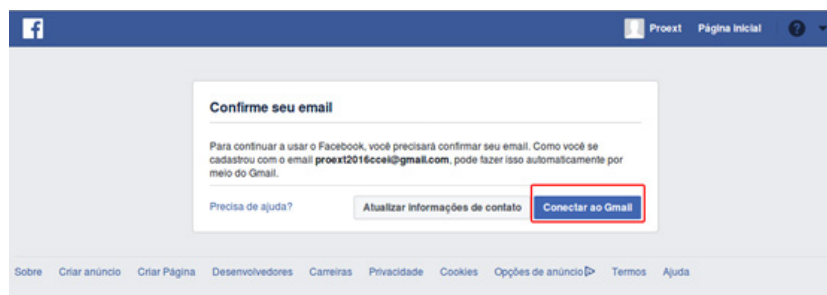 f
Proext Página inicial ?
Confirme seu email
Para continuar a usar o Facebook, você precisará confirmar seu email. Como você se
cadastrou com o email proext2016ccei@gmail.com, pode fazer isso automaticamente por
meio do Gmail.
Precisa de ajuda? Atualizar informações de contato Conectar ao Gmail
Sobre Criar anúncio Criar Página Desenvolvedores Carreiras Privacidade Cookies Opções de anúncio Termos Ajuda